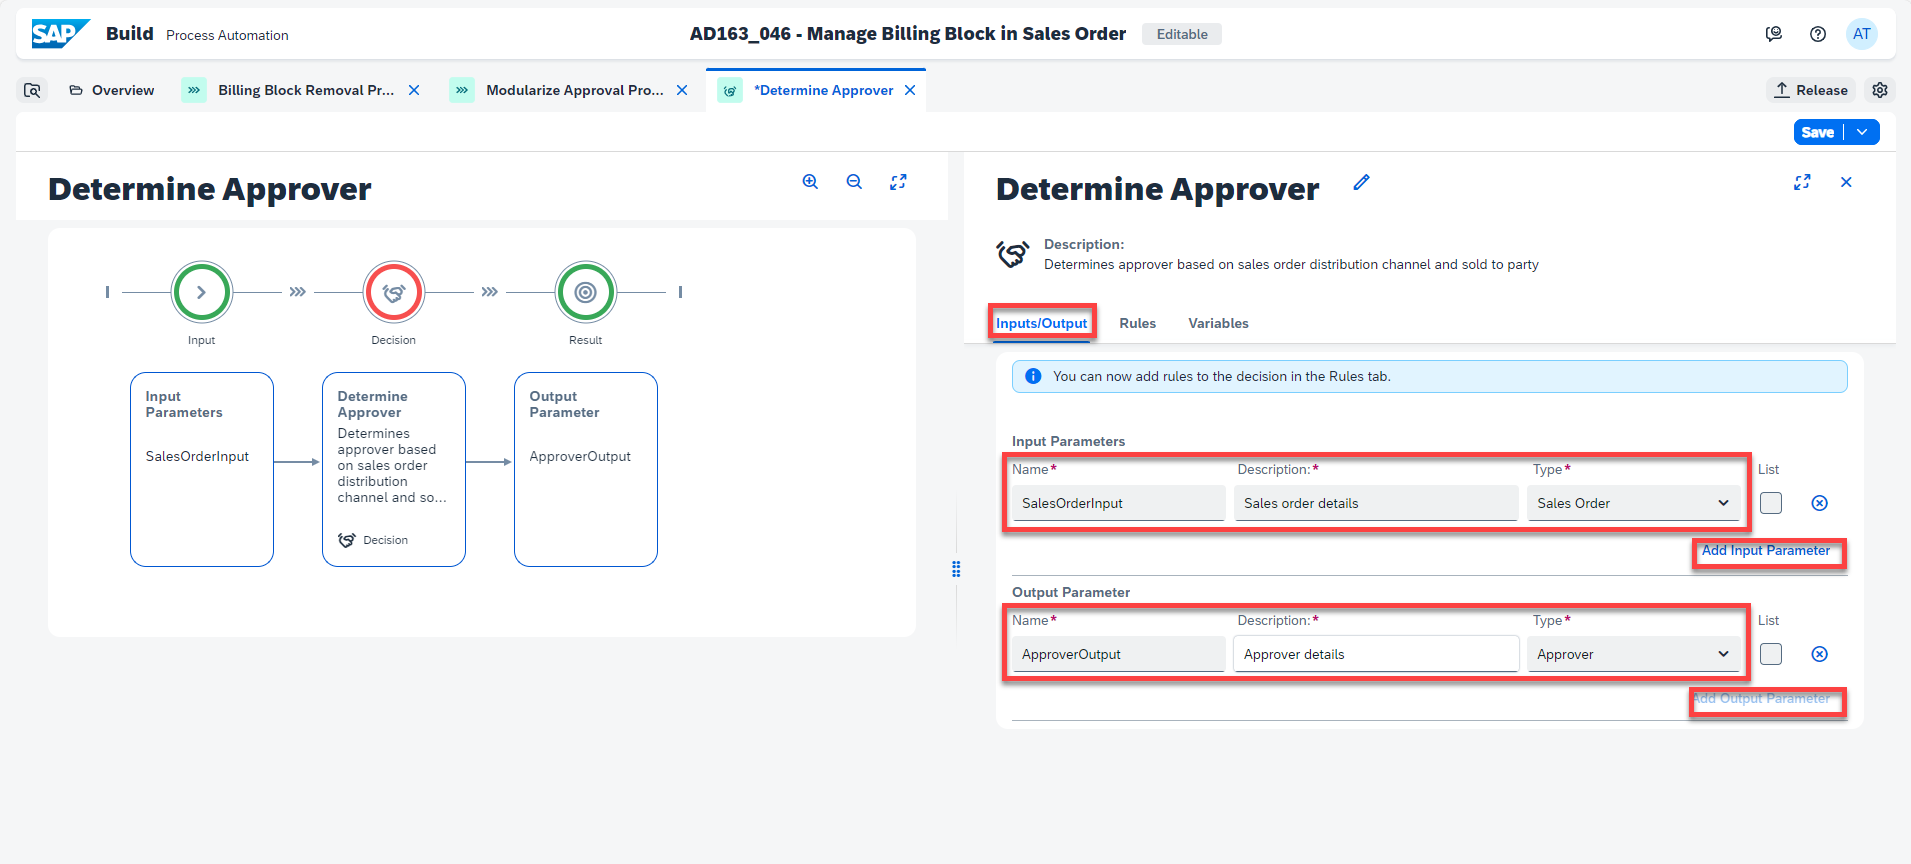 SAP Build Process Automation
AD163_046 - Manage Billing Block in Sales Order Editable
AT
Overview
Billing Block Removal Pr...
Modularize Approval Pro...
*Determine Approver
Release
Save
Determine Approver
Input
Decision
Result
Input
Parameters
SalesOrderInput
Determine
Approver
Determines
approver based
on sales order
distribution
channel and so...
Decision
Output
Parameter
ApproverOutput
Determine Approver
Description:
Determines approver based on sales order distribution channel and sold to party
Inputs/Output Rules Variables
You can now add rules to the decision in the Rules tab.
Input Parameters
Name* Description:* Type* List
SalesOrderInput Sales order details Sales Order
Add Input Parameter
Output Parameter
Name* Description:* Type* List
ApproverOutput Approver details Approver
Add Output Parameter